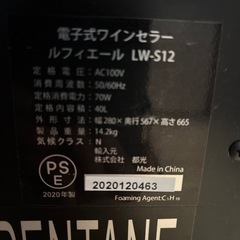 電子式ワインセラー
ルフィエール LW-S12
定格電圧：AC100V
定格周波数：50/60Hz
定格消費電力：70W
定格内容積：40L
外形寸法：幅280×奥行567×高さ665
製品重量：14.2kg
気候クラス：N
輸入元
株式会社 都光
Made in China
PS
E
2020年製
2020120463
Foaming Agent:C5H10